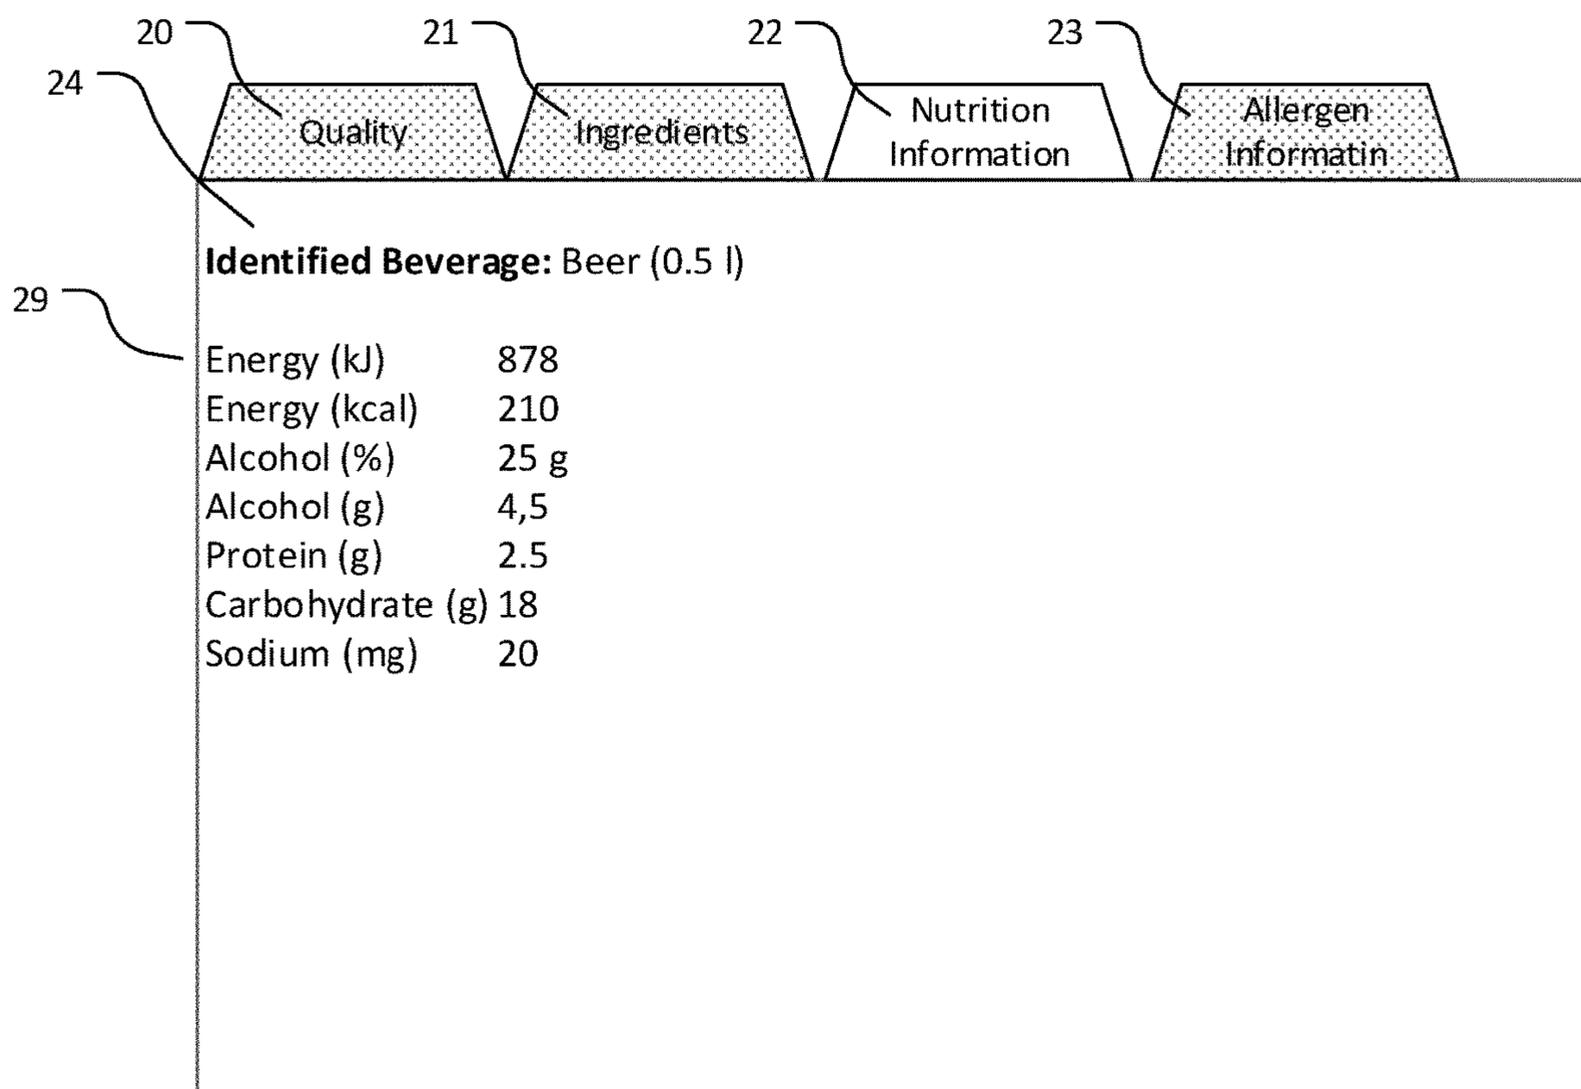 20
21
22
23
24
Quality
Ingredients
Nutrition
Information
Allergen
Informatin
Identified Beverage: Beer (0.5 l)
29
Energy (kJ) 878
Energy (kcal) 210
Alcohol (%) 25 g
Alcohol (g) 4,5
Protein (g) 2.5
Carbohydrate (g) 18
Sodium (mg) 20